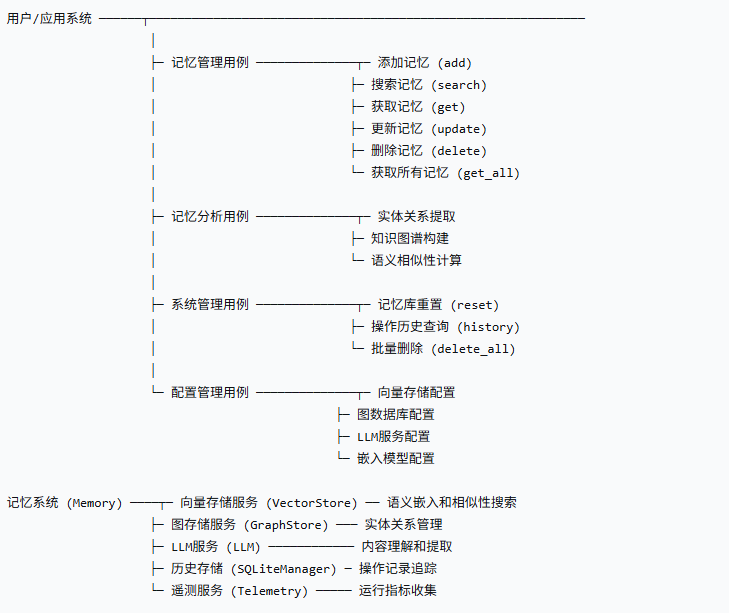 用户/应用系统
记忆管理用例 添加记忆 (add)
搜索记忆 (search)
获取记忆 (get)
更新记忆 (update)
删除记忆 (delete)
获取所有记忆 (get_all)
记忆分析用例 实体关系提取
知识图谱构建
语义相似性计算
系统管理用例 记忆库重置 (reset)
操作历史查询 (history)
批量删除 (delete_all)
配置管理用例 向量存储配置
图数据库配置
LLM服务配置
嵌入模型配置
记忆系统 (Memory) 向量存储服务 (VectorStore) 语义嵌入和相似性搜索
图存储服务 (GraphStore) 实体关系管理
LLM服务 (LLM) 内容理解和提取
历史存储 (SQLiteManager) 操作记录追踪
遥测服务 (Telemetry) 运行指标收集